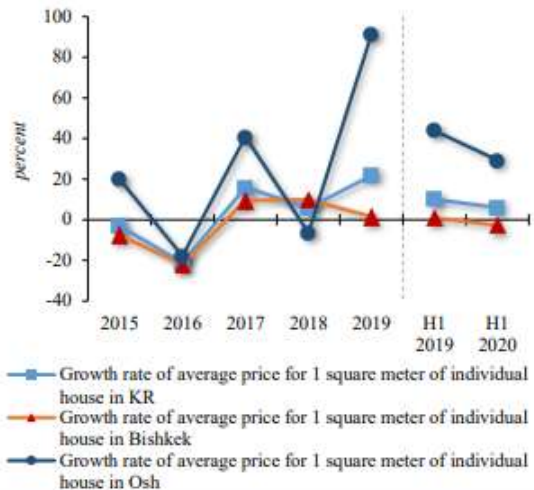 100
80
60
40
20
0
-20
-40
percent
2015 2016 2017 2018 2019 H1 2019 H1 2020
Growth rate of average price for 1 square meter of individual
house in KR
Growth rate of average price for 1 square meter of individual
house in Bishkek
Growth rate of average price for 1 square meter of individual
house in Osh